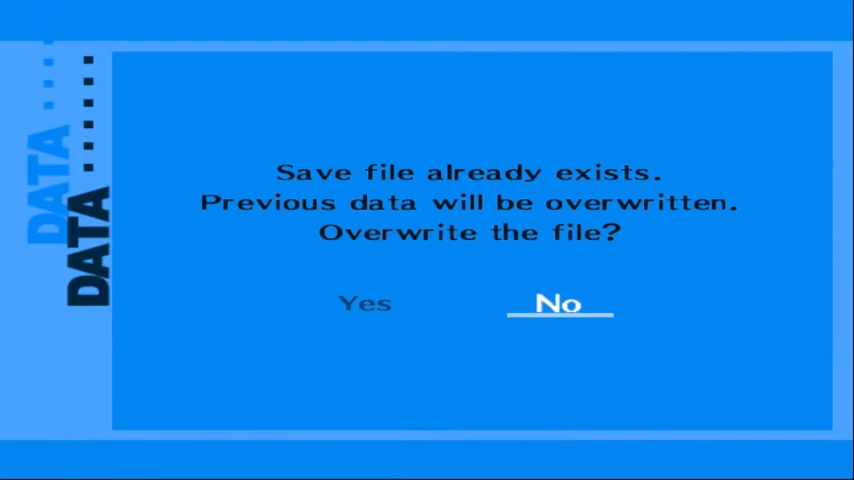 DATA
DATA
Save file already exists.
Previous data will be overwritten.
Overwrite the file?
Yes No